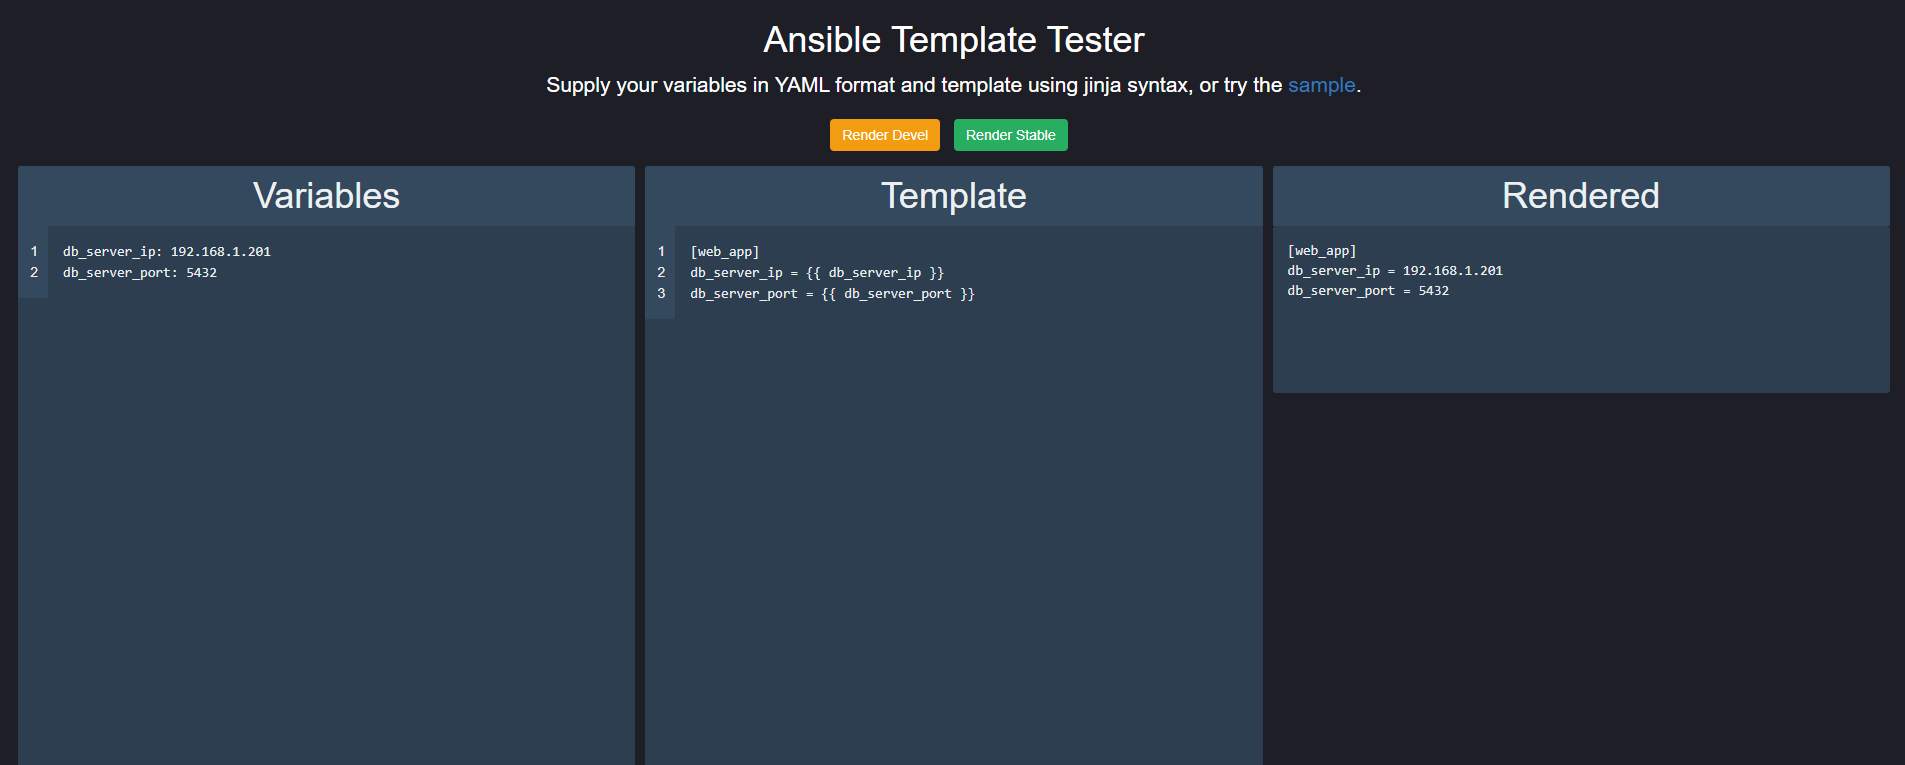 Ansible Template Tester
Supply your variables in YAML format and template using jinja syntax, or try the sample.
Render Devel
Render Stable
Variables
1 db_server_ip: 192.168.1.201
2 db_server_port: 5432
Template
1 [web_app]
2 db_server_ip = {{ db_server_ip }}
3 db_server_port = {{ db_server_port }}
Rendered
[web_app]
db_server_ip = 192.168.1.201
db_server_port = 5432